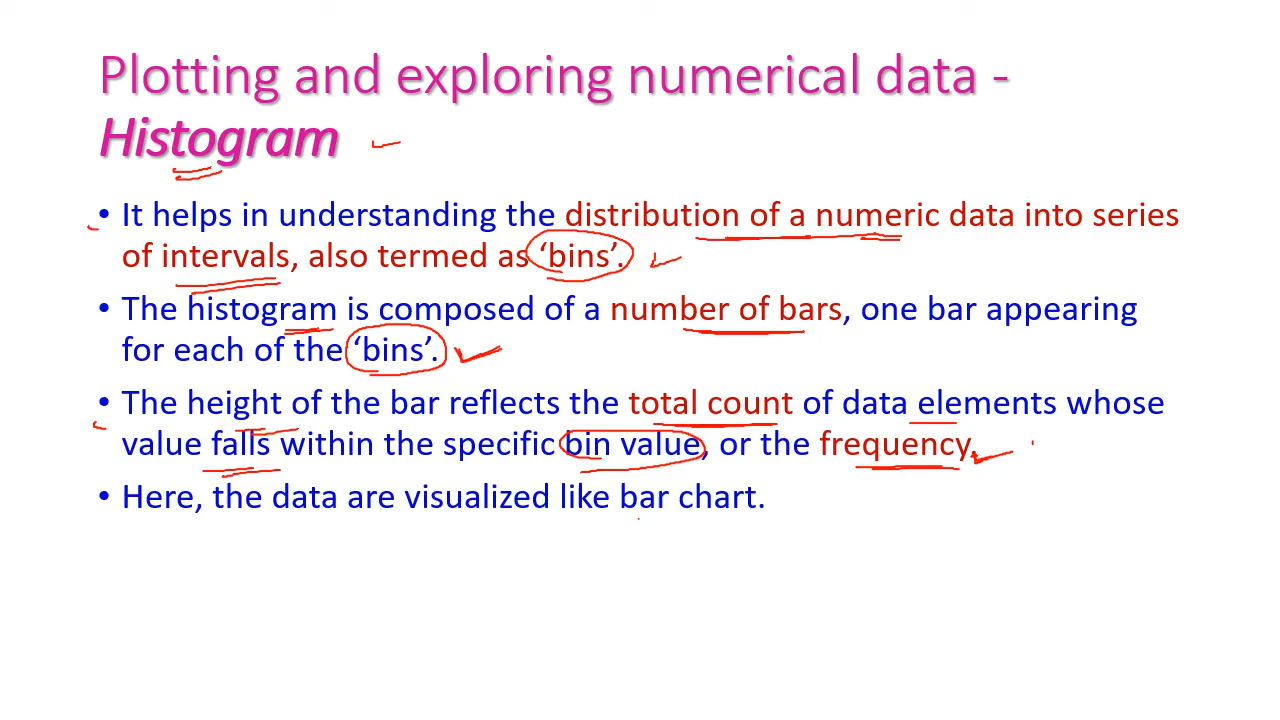 Plotting and exploring numerical data -
Histogram
• It helps in understanding the distribution of a numeric data into series
of intervals, also termed as ‘bins’.
• The histogram is composed of a number of bars, one bar appearing
for each of the ‘bins’.
• The height of the bar reflects the total count of data elements whose
value falls within the specific bin value, or the frequency.
• Here, the data are visualized like bar chart.